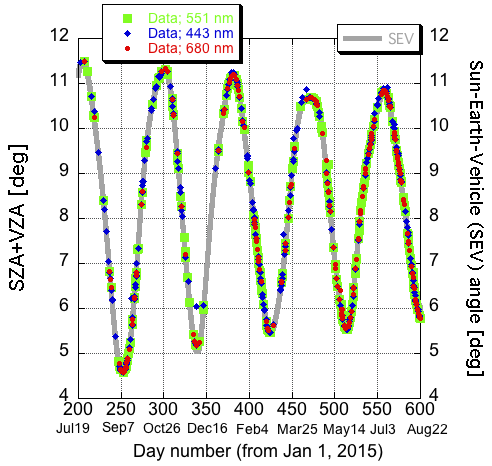 Data; 551 nm
Data; 443 nm
Data; 680 nm
SEV
12 12
11 11
10 10
9 9
8 8
7 7
6 6
5 5
4 4
SZA+VZA [deg]
Sun-Earth-Vehicle (SEV) angle [deg]
200 250 300 350 400 450 500 550 600
Jul19 Sep7 Oct26 Dec16 Feb4 Mar25 May14 Jul3 Aug22
Day number (from Jan 1, 2015)